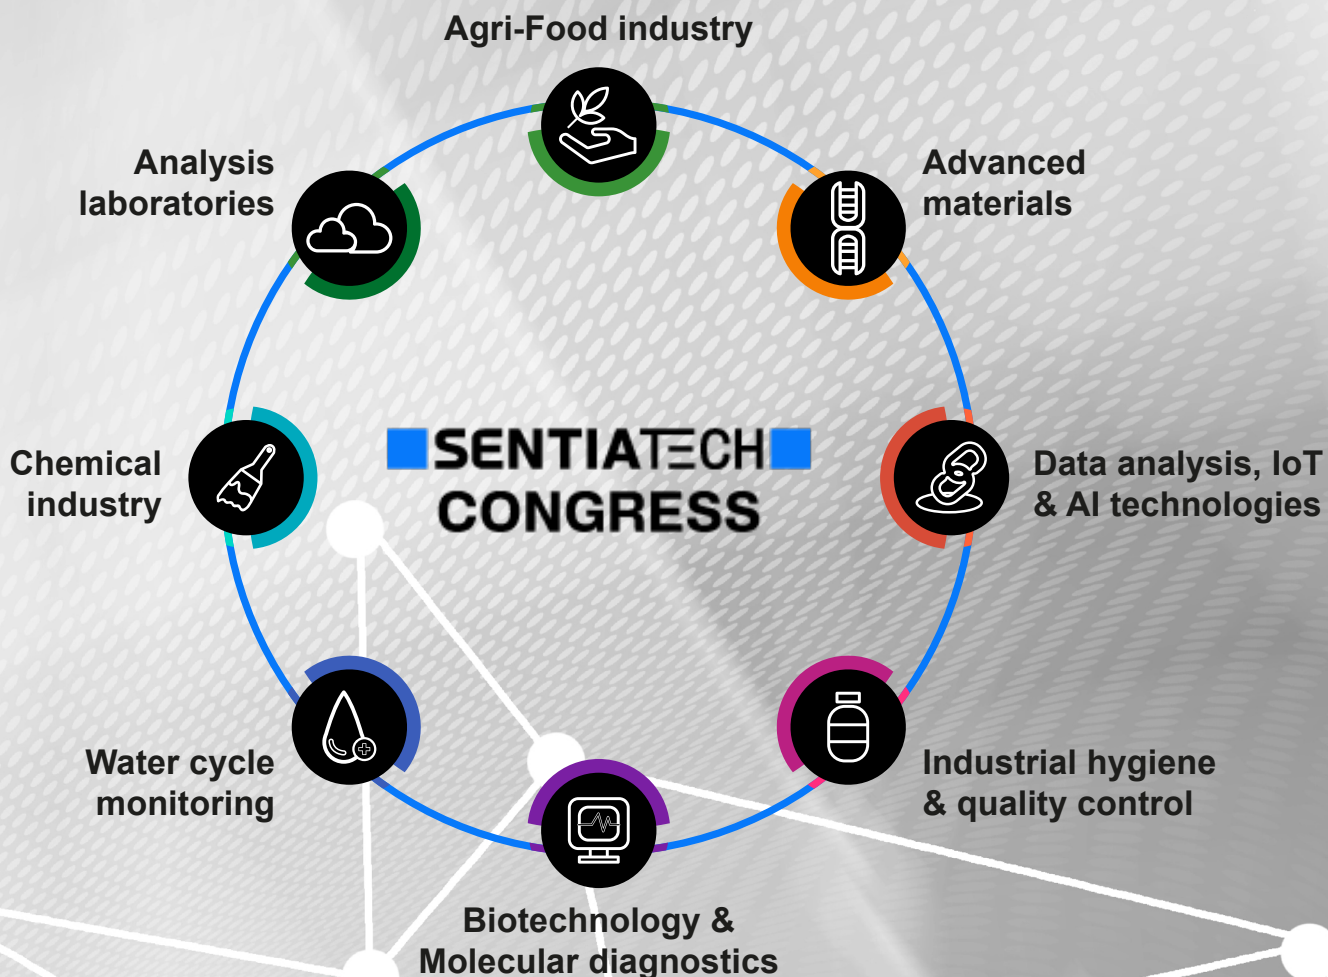 Agri-Food industry
Analysis
laboratories
Advanced
materials
Chemical
industry
SENTIATECH
CONGRESS
Data analysis, IoT
& AI technologies
Water cycle
monitoring
Industrial hygiene
& quality control
Biotechnology &
Molecular diagnostics